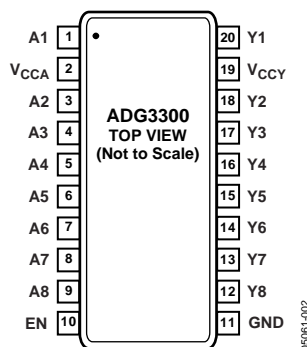 A1 1 20 Y1
VCCA 2 19 VCCY
A2 3 18 Y2
ADG3300
TOP VIEW
(Not to Scale)
A3 4 17 Y3
A4 5 16 Y4
A5 6 15 Y5
A6 7 14 Y6
A7 8 13 Y7
A8 9 12 Y8
EN 10 11 GND